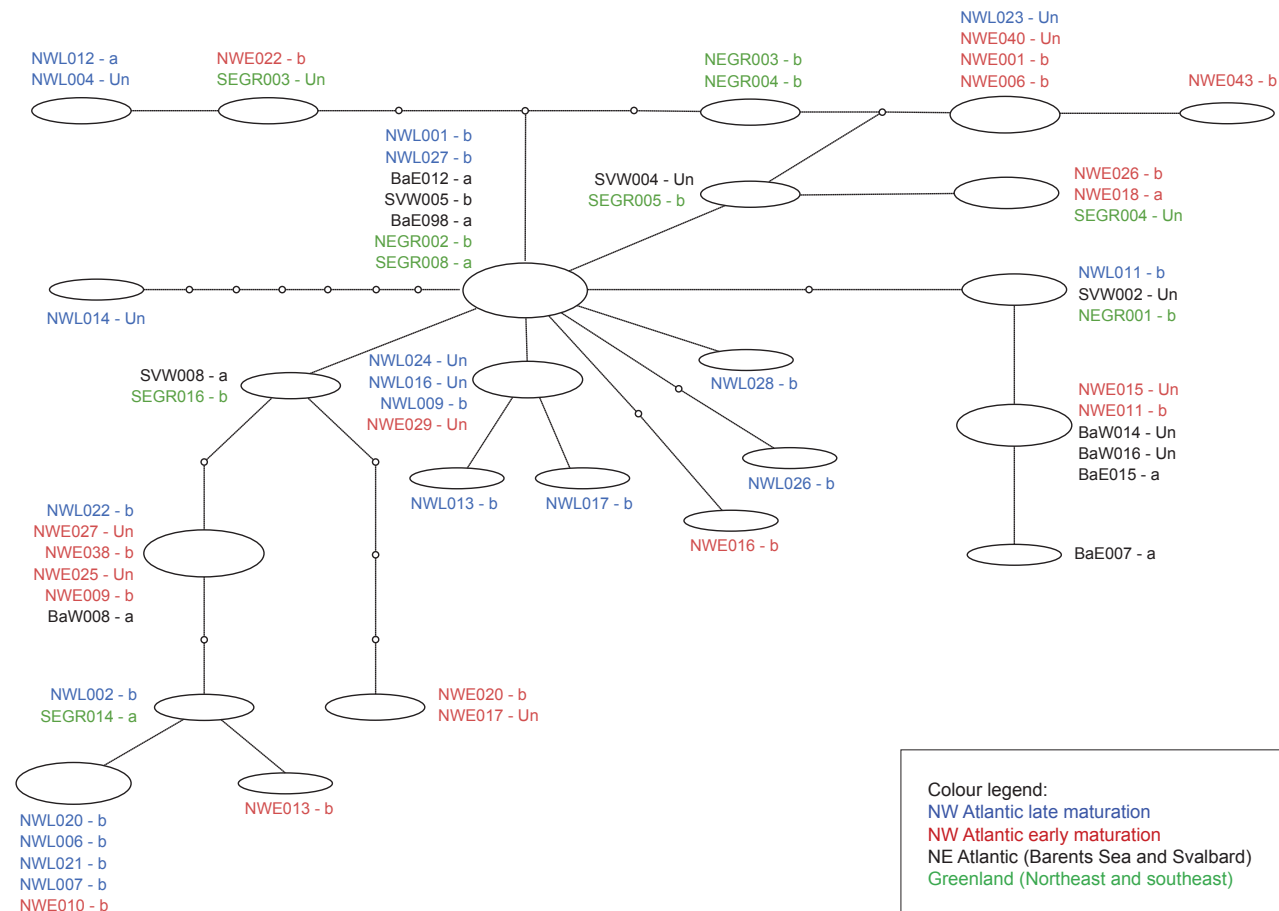 NWL012 - a
NWL004 - Un
NWE022 - b
SEGR003 - Un
NEGR003 - b
NEGR004 - b
NWL023 - Un
NWE040 - Un
NWE001 - b
NWE006 - b
NWE043 - b
NWL001 - b
NWL027 - b
BaE012 - a
SVW005 - b
BaE098 - a
NEGR002 - b
SEGR008 - a
SVW004 - Un
SEGR005 - b
NWE026 - b
NWE018 - a
SEGR004 - Un
NWL014 - Un
NWL011 - b
SVW002 - Un
NEGR001 - b
SVW008 - a
SEGR016 - b
NWL024 - Un
NWL016 - Un
NWL009 - b
NWE029 - Un
NWL028 - b
NWE015 - Un
NWE011 - b
BaW014 - Un
BaW016 - Un
BaE015 - a
NWL013 - b
NWL017 - b
NWL026 - b
NWE016 - b
BaE007 - a
NWL022 - b
NWE027 - Un
NWE038 - b
NWE025 - Un
NWE009 - b
BaW008 - a
NWL002 - b
SEGR014 - a
NWE020 - b
NWE017 - Un
NWE013 - b
NWL020 - b
NWL006 - b
NWL021 - b
NWL007 - b
NWE010 - b
Colour legend:
NW Atlantic late maturation
NW Atlantic early maturation
NE Atlantic (Barents Sea and Svalbard)
Greenland (Northeast and southeast)